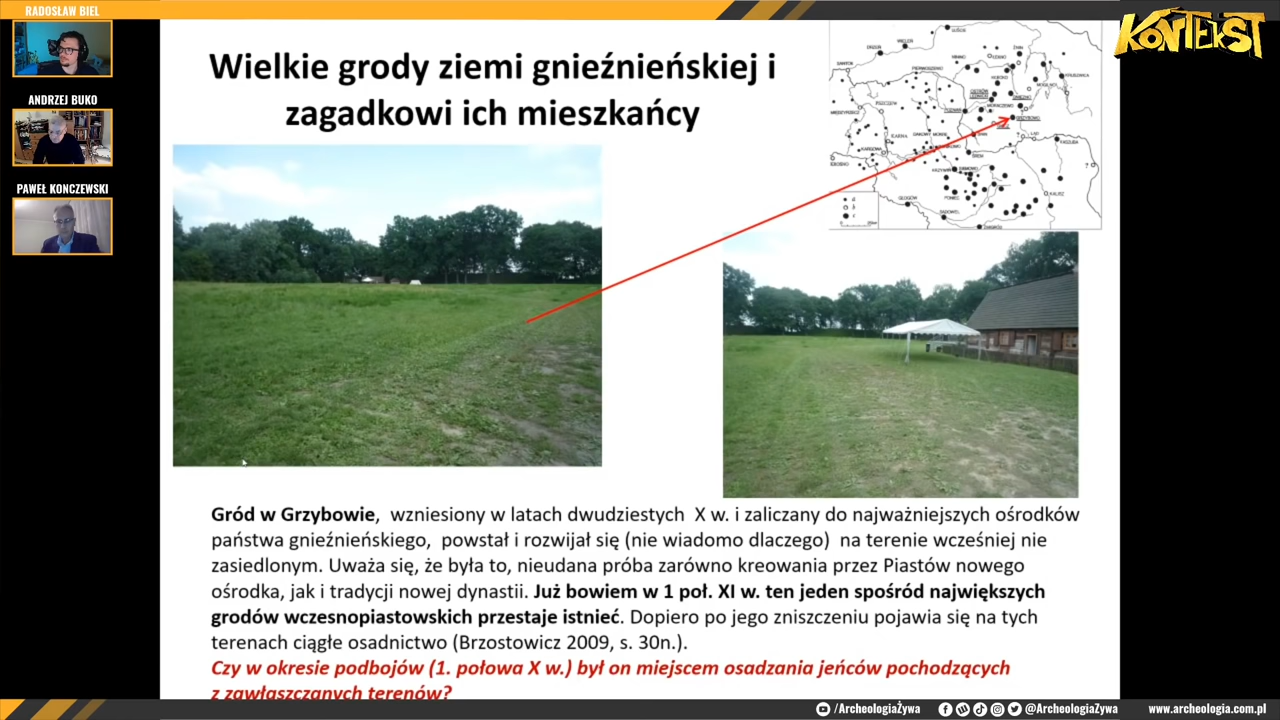 RADOSŁAW BIEL
ANDRZEJ BUKO
PAWEŁ KONCZEWSKI
KONTEKST
Wielkie grody ziemi gnieźnieńskiej i
zagadkowi ich mieszkańcy
Gród w Grzybowie, wzniesiony w latach dwudziestych X w. i zaliczany do najważniejszych ośrodków
państwa gnieźnieńskiego, powstał i rozwijał się (nie wiadomo dlaczego) na terenie wcześniej nie
zasiedlonym. Uważa się, że była to, nieudana próba zarówno kreowania przez Piastów nowego
ośrodka, jak i tradycji nowej dynastii. Już bowiem w 1 poł. XI w. ten jeden spośród największych
grodów wczesnopiastowskich przestaje istnieć. Dopiero po jego zniszczeniu pojawia się na tych
terenach ciągłe osadnictwo (Brzostowicz 2009, s. 30n.).
Czy w okresie podbojów (1. połowa X w.) był on miejscem osadzania jeńców pochodzących
z zawłaszczanych terenów?
/ArcheologiaŻywa
@ArcheologiaZywa
www.archeologia.com.pl